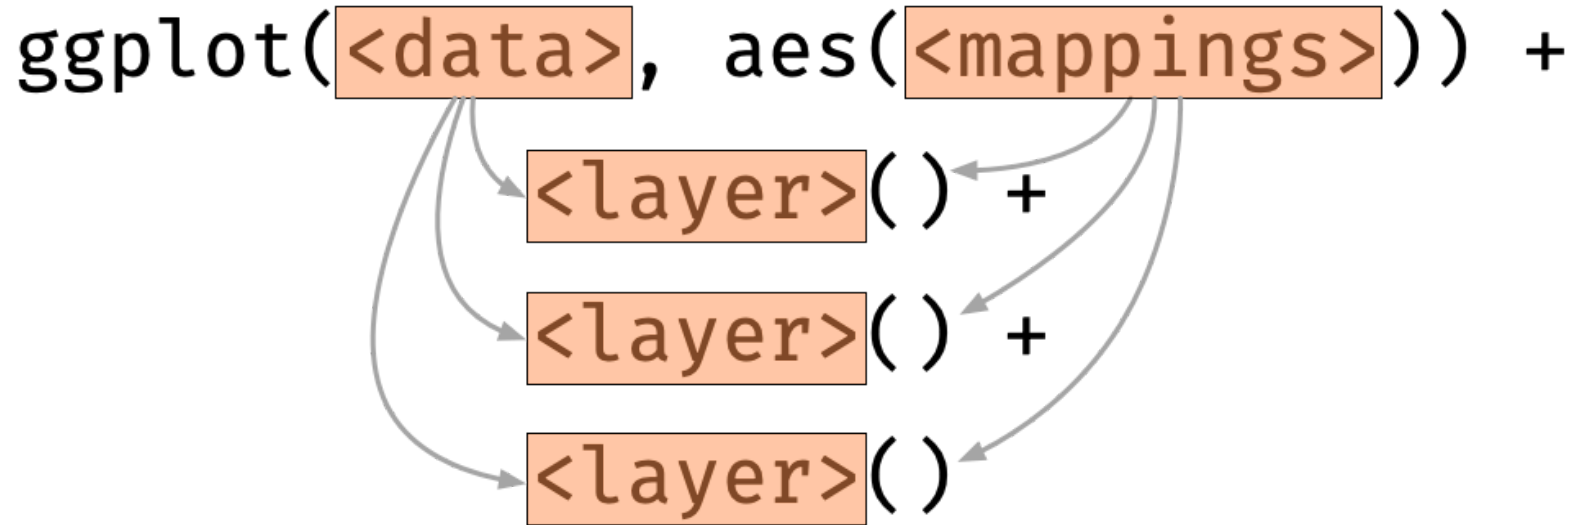 ggplot(<data>, aes(<mappings>)) +
<layer>() +
<layer>() +
<layer>()